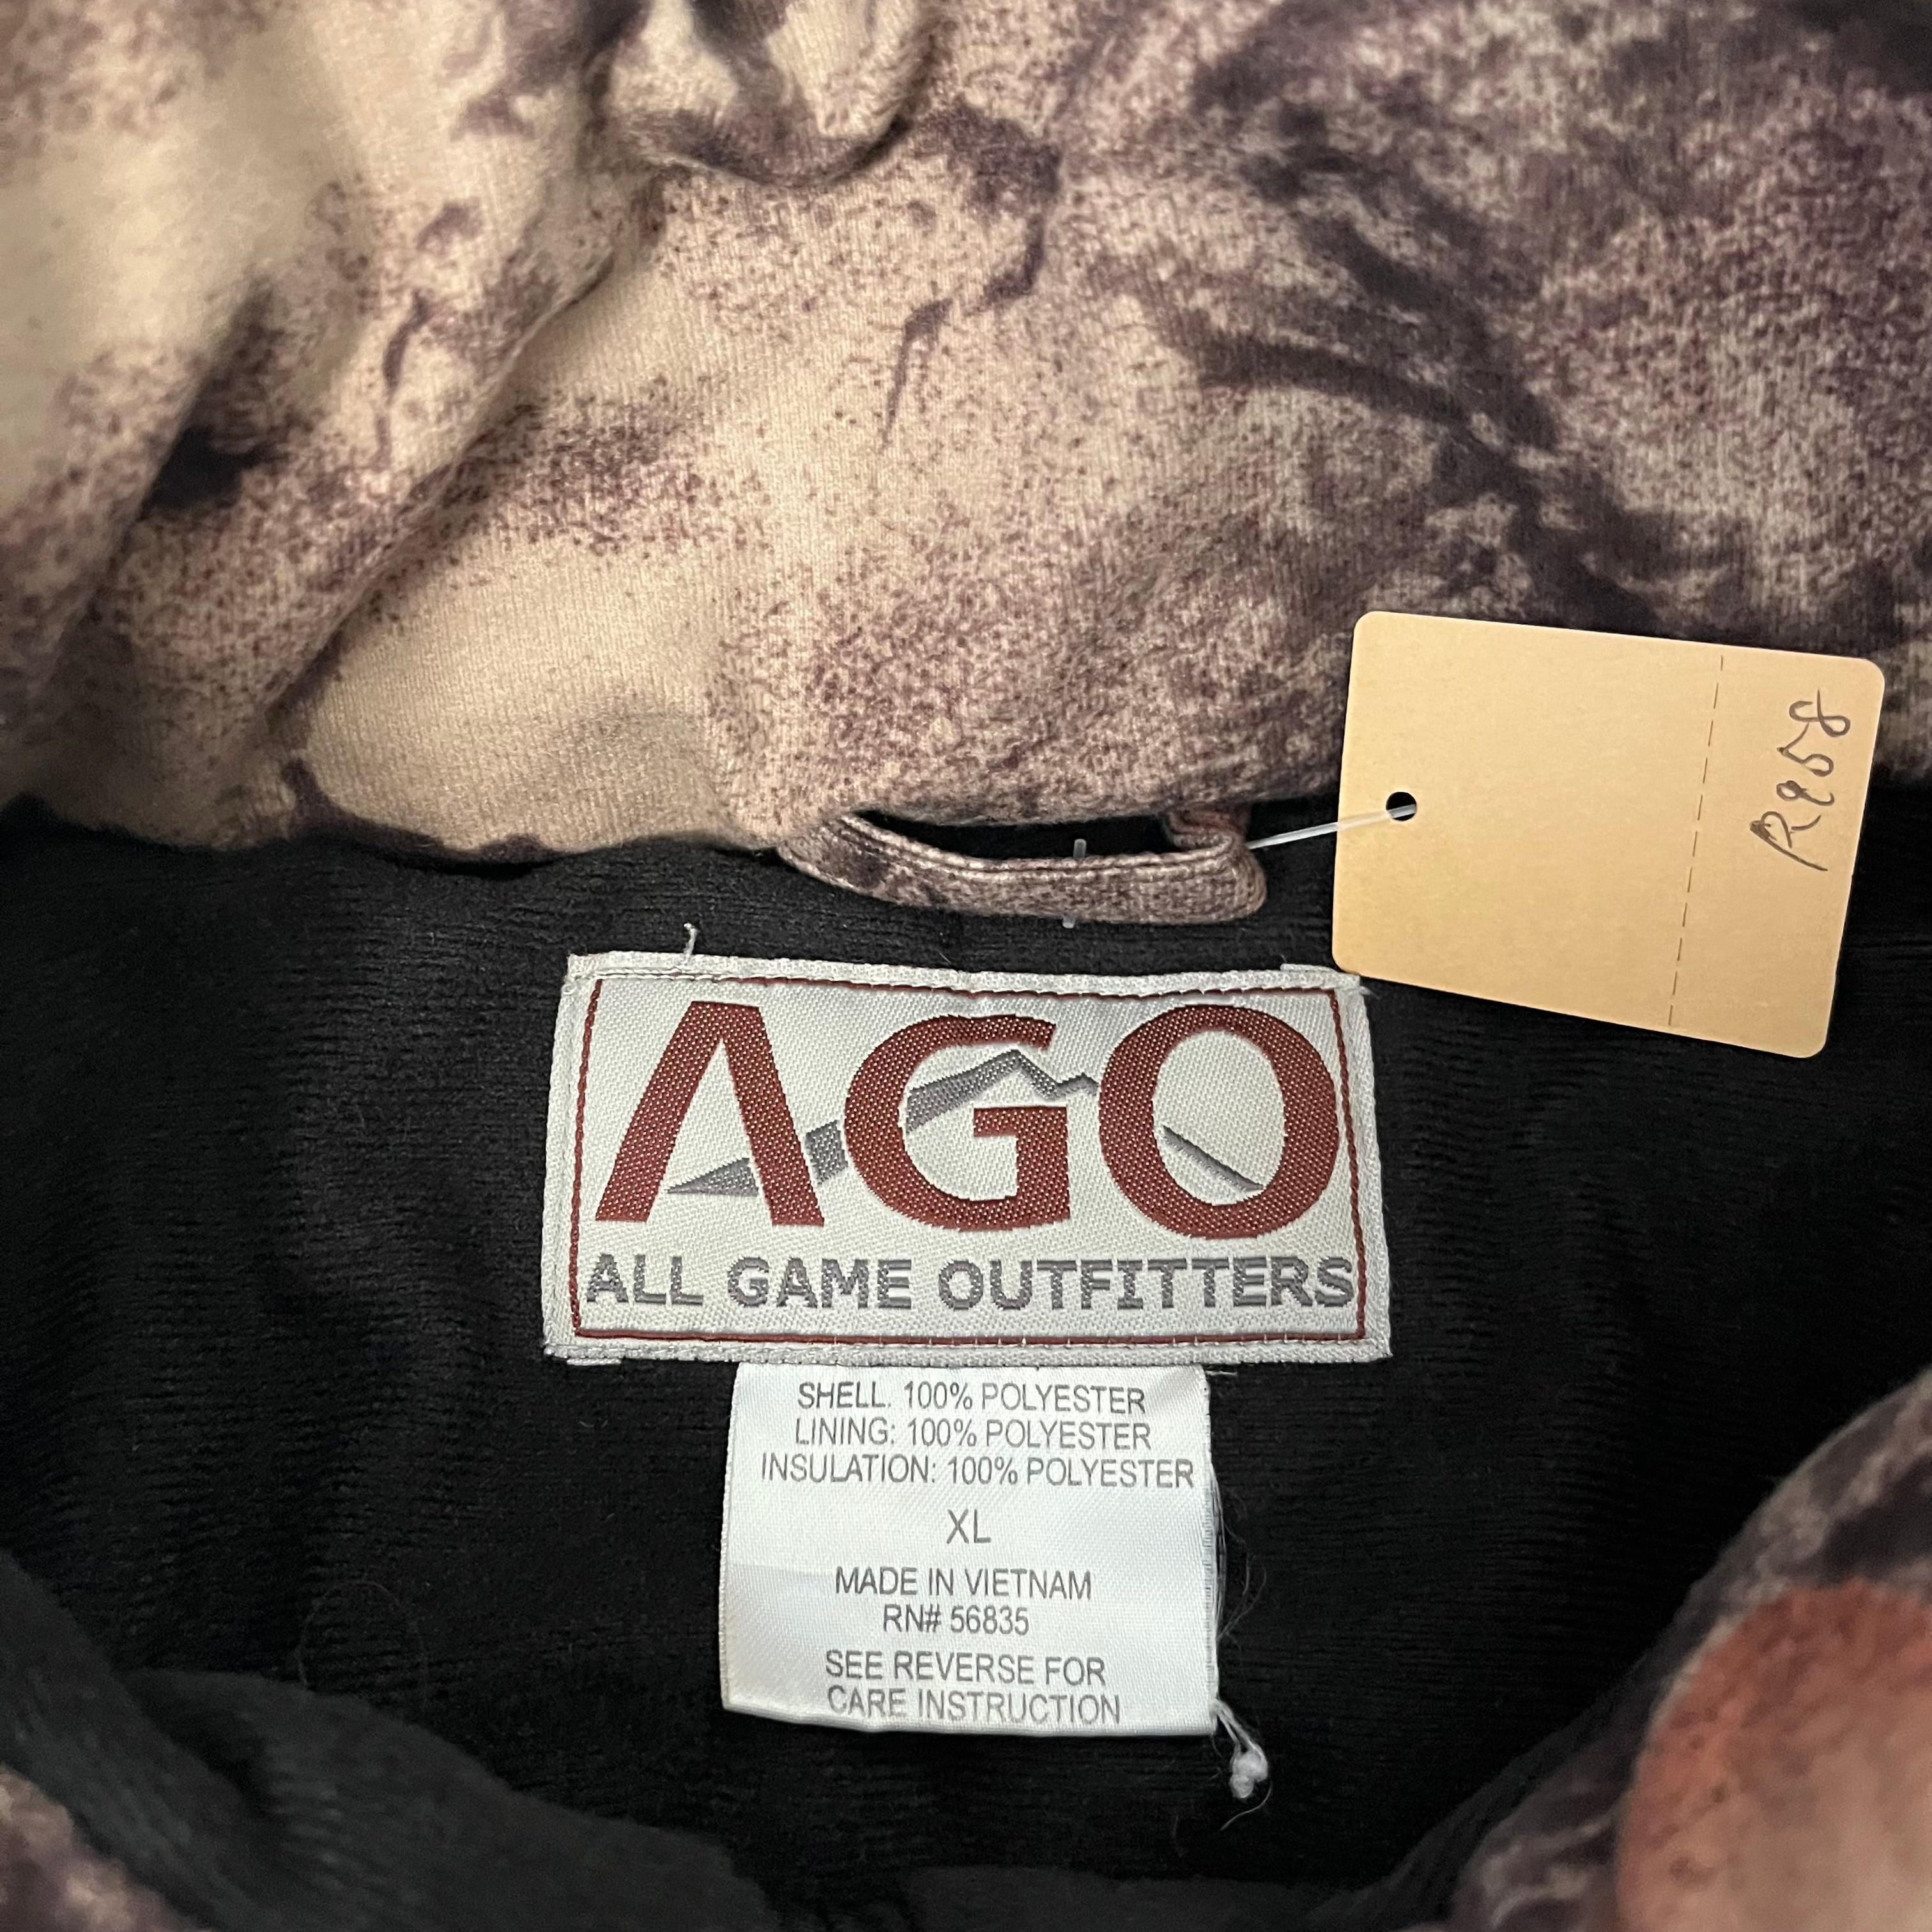 R958
AGO
ALL GAME OUTFITTERS
SHELL. 100% POLYESTER
LINING: 100% POLYESTER
INSULATION: 100% POLYESTER
XL
MADE IN VIETNAM
RN# 56835
SEE REVERSE FOR
CARE INSTRUCTION